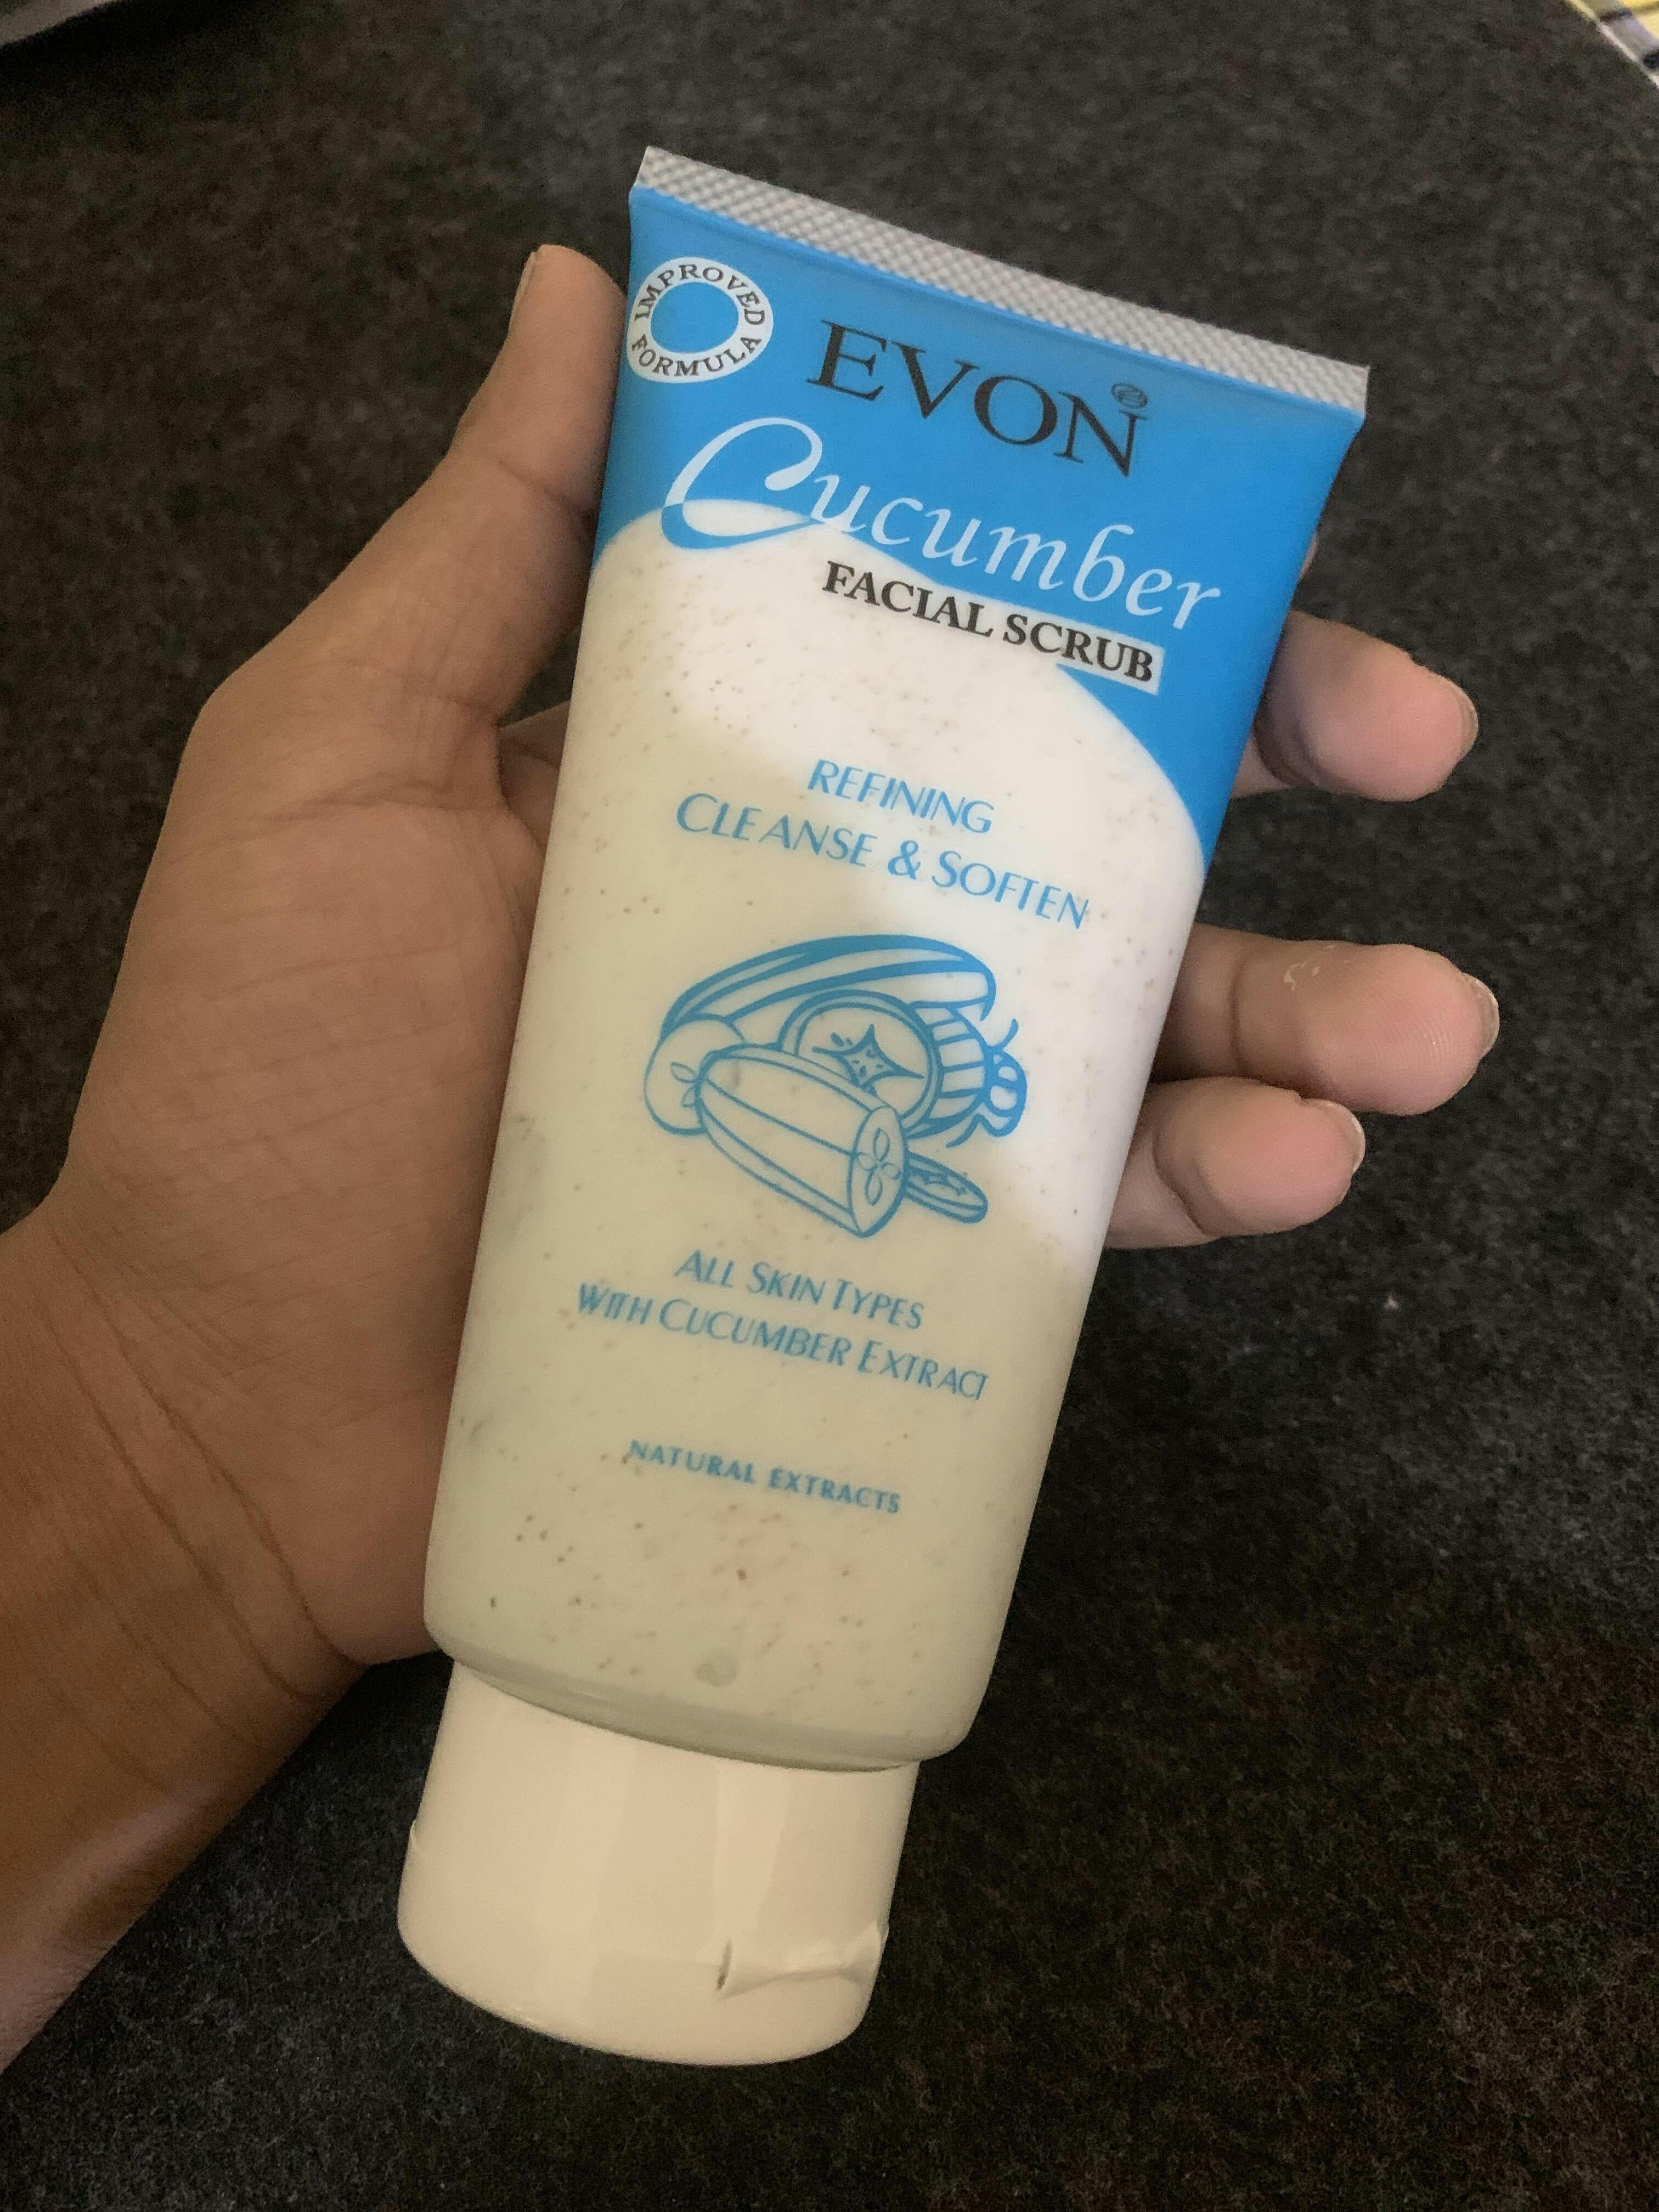 IMPROVED
FORMULA
EVON
Cucumber
FACIAL SCRUB
REFINING
CLEANSE & SOFTEN
ALL SKIN TYPES
WITH CUCUMBER EXTRACT
NATURAL EXTRACTS